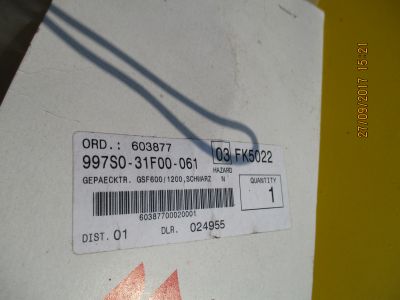 ORD.: 603877
997S0-31F00-061 03 FK5022
HAZARD
GEPAECKTR. GSF600/1200,SCHWARZ N QUANTITY
1
60387700020001
DIST. 01 DLR. 024955
27/09/2017 15:21